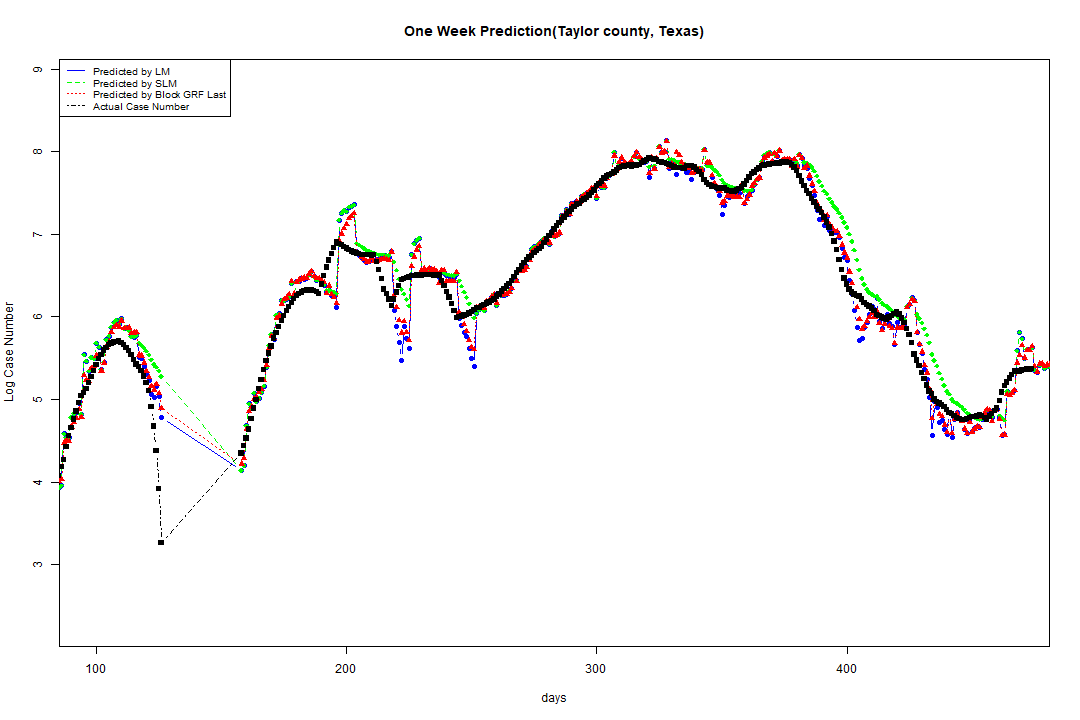 One Week Prediction(Taylor county, Texas)
Predicted by LM
Predicted by SLM
Predicted by Block GRF Last
Actual Case Number
9
8
7
6
5
4
3
Log Case Number
100 200 300 400
days